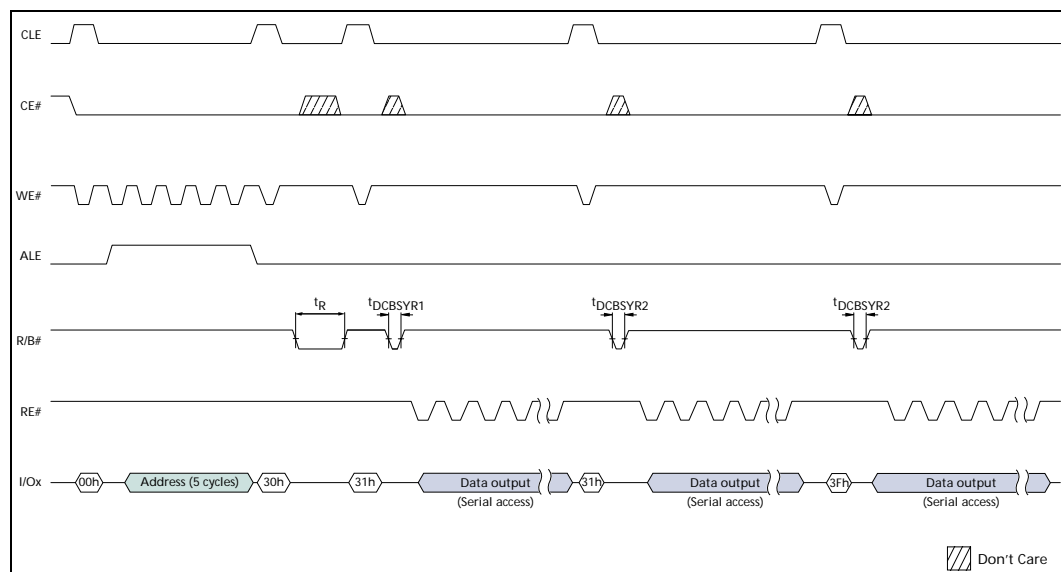 CLE
CE#
WE#
ALE
tR tDCBSYR1 tDCBSYR2 tDCBSYR2
R/B#
RE#
I/Ox 00h Address (5 cycles) 30h 31h Data output 31h Data output 3Fh Data output
(Serial access) (Serial access) (Serial access)
Don't Care